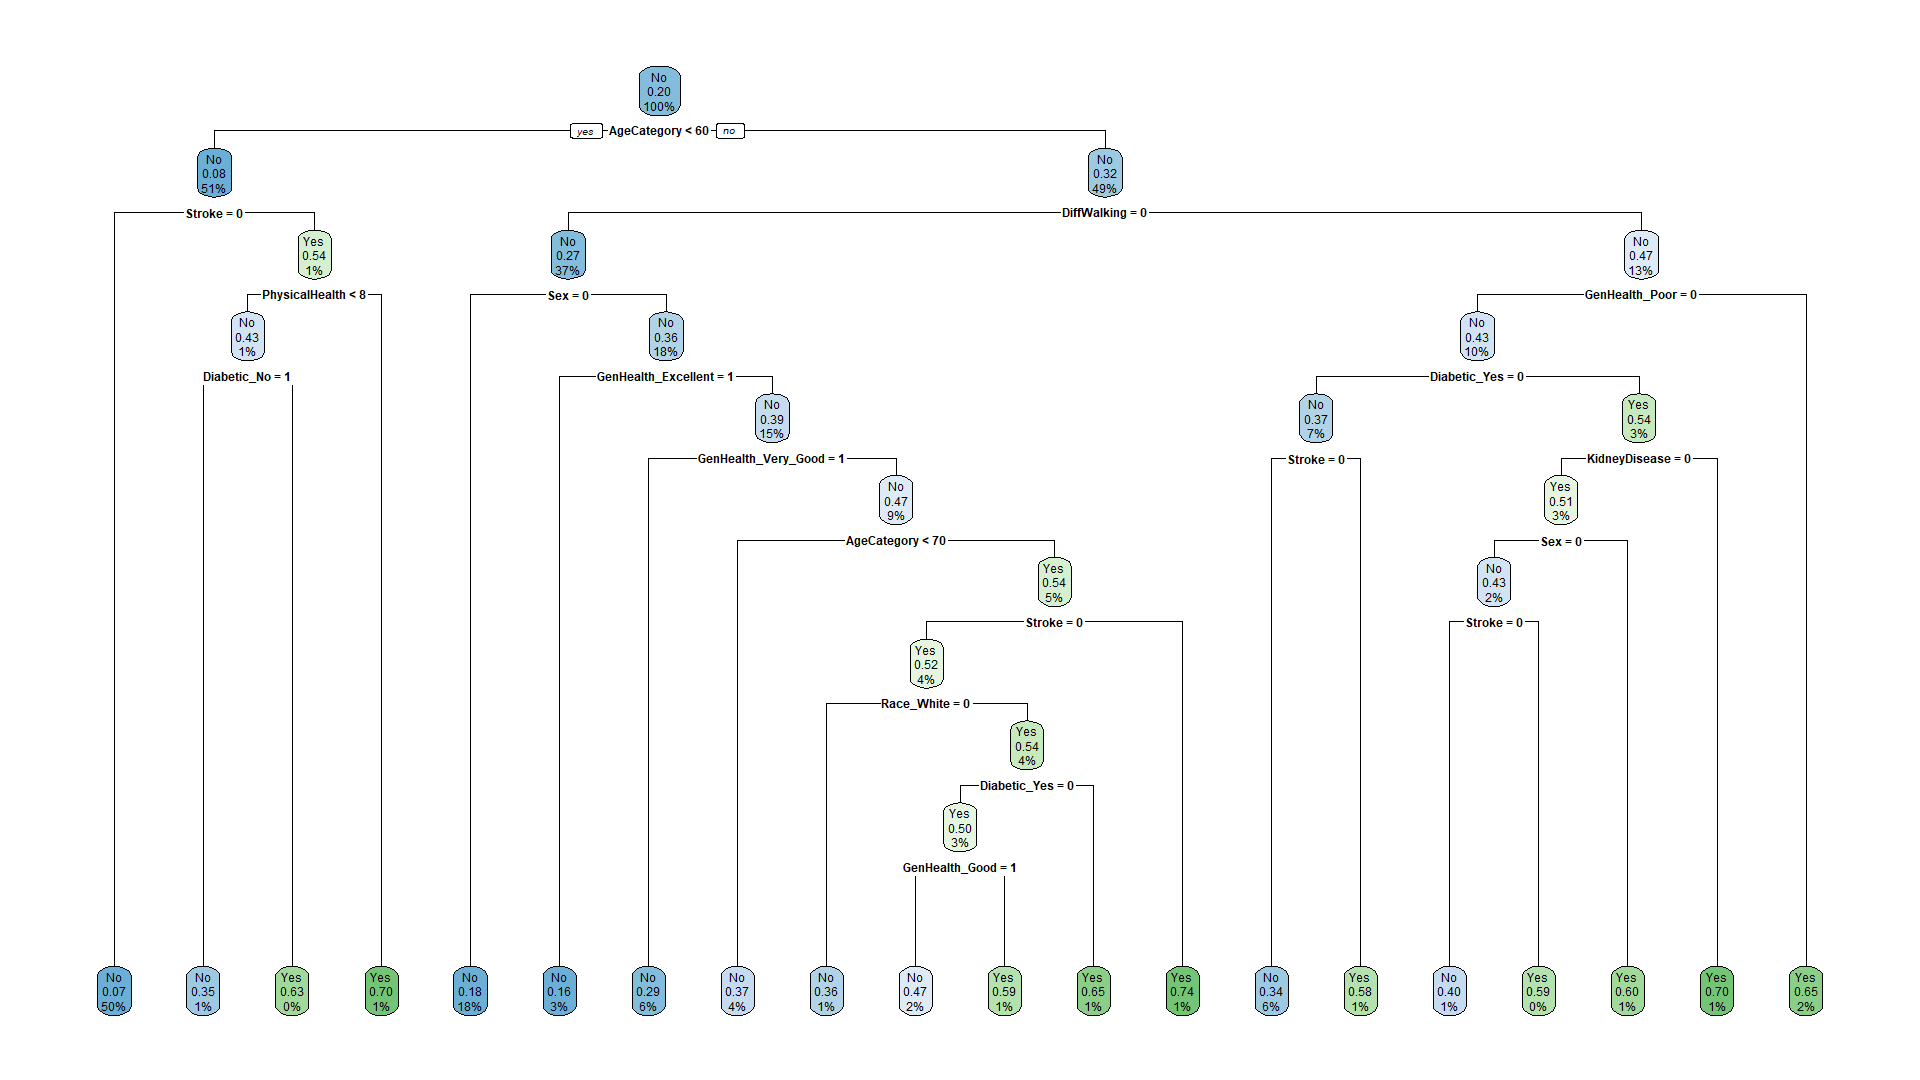 No
0.20
100%
yes AgeCategory < 60 no
No
0.08
51%
No
0.32
49%
Stroke = 0
DiffWalking = 0
Yes
0.54
1%
No
0.27
37%
No
0.47
13%
PhysicalHealth < 8
Sex = 0
GenHealth_Poor = 0
No
0.43
1%
No
0.36
18%
No
0.43
10%
Diabetic_No = 1
GenHealth_Excellent = 1
Diabetic_Yes = 0
No
0.39
15%
No
0.37
7%
Yes
0.54
3%
GenHealth_Very_Good = 1
Stroke = 0
KidneyDisease = 0
No
0.47
9%
Yes
0.51
3%
AgeCategory < 70
Sex = 0
Yes
0.54
5%
No
0.43
2%
Stroke = 0
Stroke = 0
Yes
0.52
4%
Race_White = 0
Yes
0.54
4%
Diabetic_Yes = 0
Yes
0.50
3%
GenHealth_Good = 1
No
0.07
50%
No
0.35
1%
Yes
0.63
0%
Yes
0.70
1%
No
0.18
18%
No
0.16
3%
No
0.29
6%
No
0.37
4%
No
0.36
1%
No
0.47
2%
Yes
0.59
1%
Yes
0.65
1%
Yes
0.74
1%
No
0.34
6%
Yes
0.58
1%
No
0.40
1%
Yes
0.59
0%
Yes
0.60
1%
Yes
0.70
1%
Yes
0.65
2%